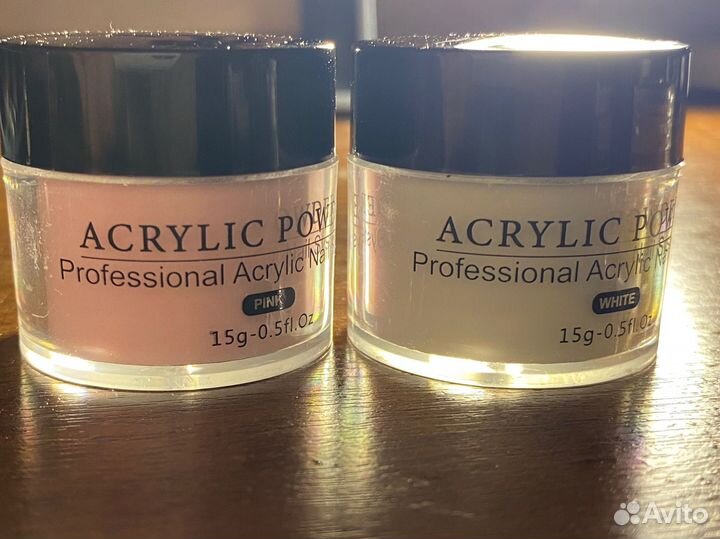 ACRYLIC POW
Professional Acrylic Na
PINK
15g-0.5fl.Oz
ACRYLIC POW
Professional Acrylic N
WHITE
15g-0.5fl.Oz
Avito